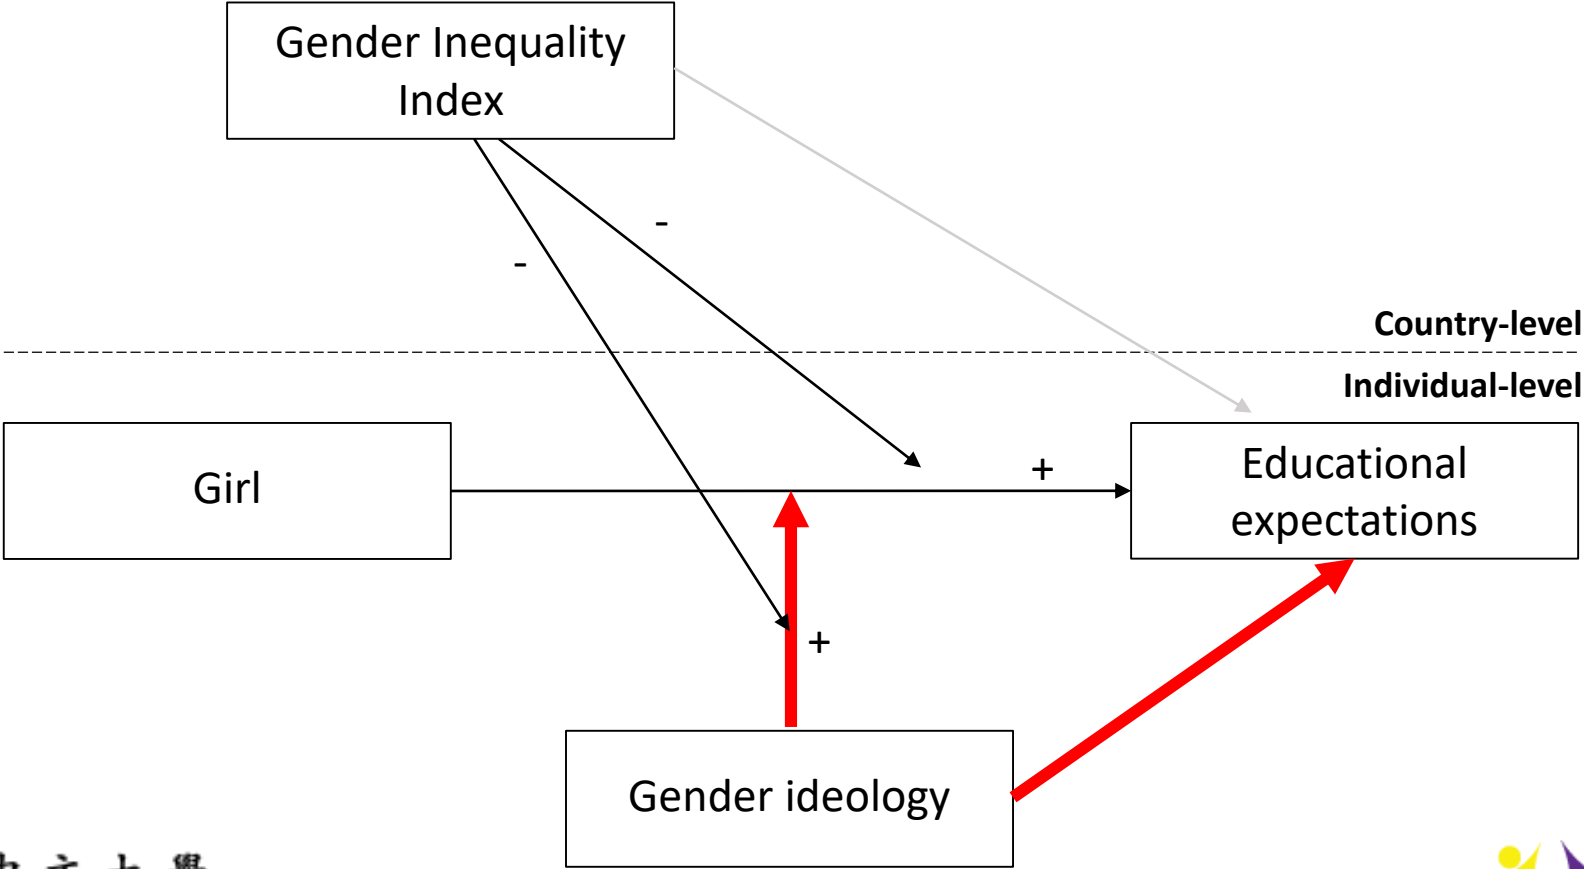 Gender Inequality
Index
-
-
Country-level
Individual-level
Girl
+
Educational
expectations
+
Gender ideology